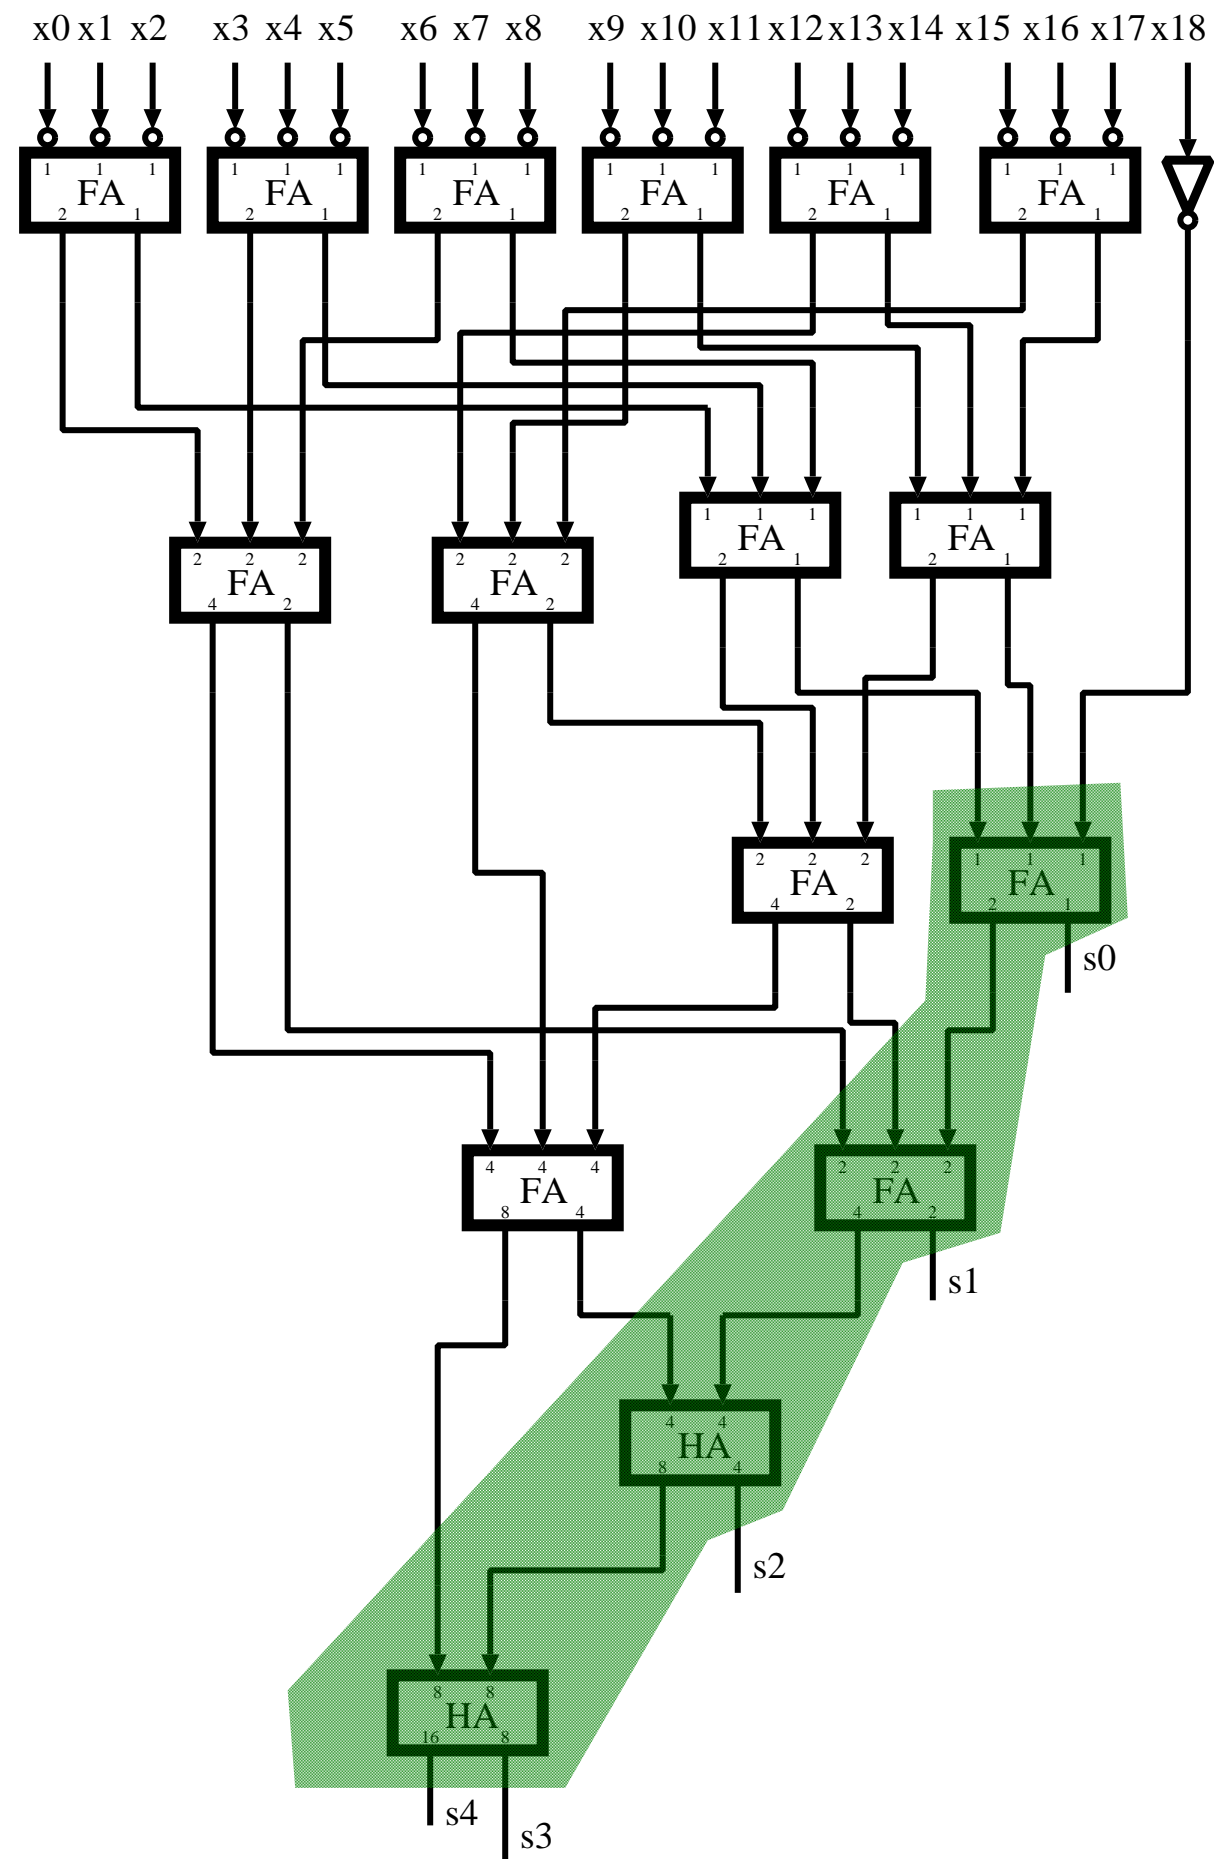 x0 x1 x2 x3 x4 x5 x6 x7 x8 x9 x10 x11 x12 x13 x14 x15 x16 x17 x18
1 1 1 1 1 1 1 1 1 1 1 1 1 1 1 1 1 1
FA FA FA FA FA FA
2 1 2 1 2 1 2 1 2 1 2 1
1 1 1 1 1 1
FA FA
2 1 2 1
2 2 2 2 2 2
FA FA
4 2 4 2
2 2 2 1 1 1
FA FA
4 2 2 1
s0
4 4 4 2 2 2
FA FA
8 4 4 2
s1
4 4
HA
8 4
s2
8 8
HA
16 8
s4
s3